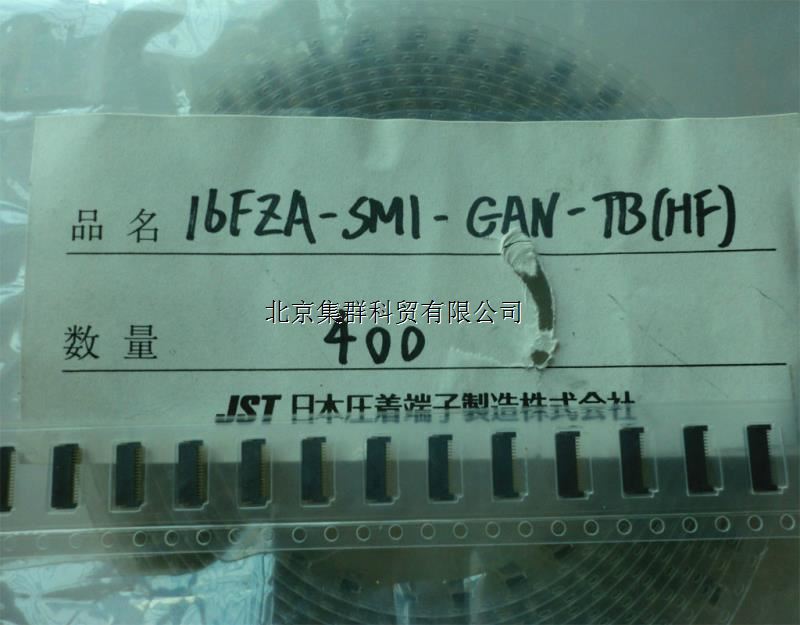 品名 16FZA-SM1-GAN-TB(HF)
北京集群科贸有限公司
数量 400
JST 日本圧着端子製造株式会社